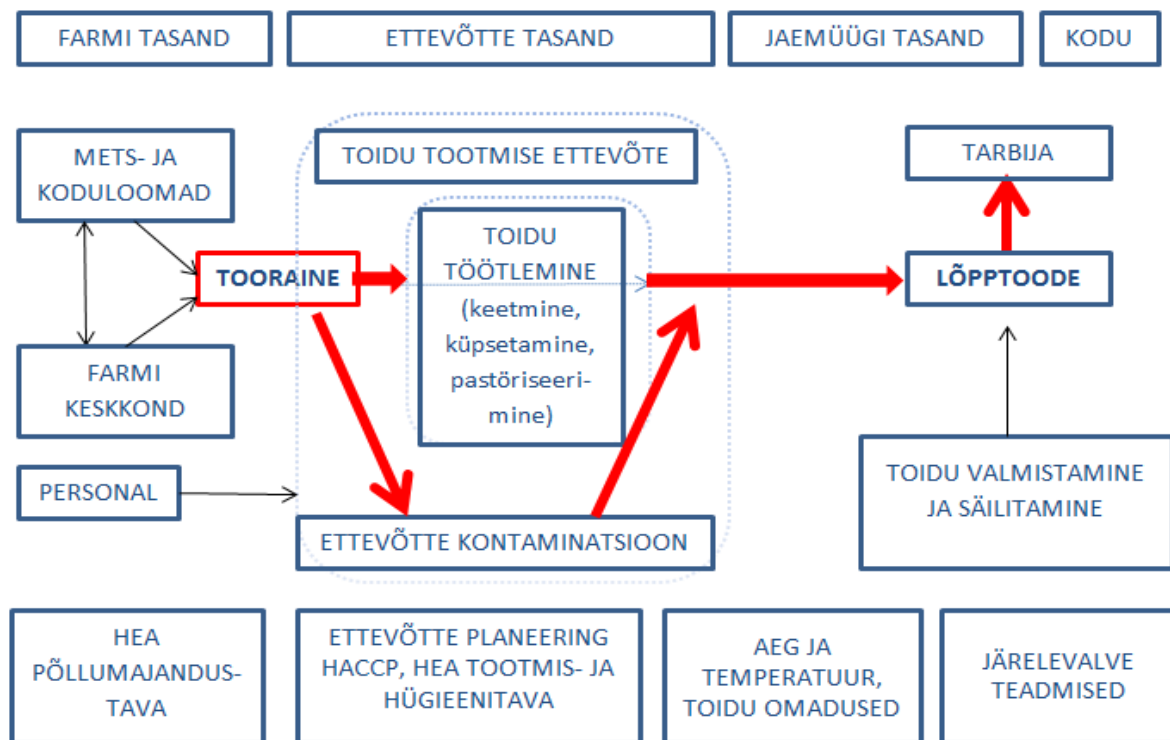 FARMI TASAND
ETTEVÕTTE TASAND
JAEMÜÜGI TASAND
KODU
METS- JA
KODULOOMAD
TOIDU TOOTMISE ETTEVÕTE
TARBIJA
TOORAINE
TOIDU
TÖÖTLEMINE
(keetmine,
küpsetamine,
pastöriseeri-
mine)
LÕPPTOODE
FARMI
KESKKOND
PERSONAL
TOIDU VALMISTAMINE
JA SÄILITAMINE
ETTEVÕTTE KONTAMINATSIOON
HEA
PÕLLUMAJANDUS-
TAVA
ETTEVÕTTE PLANEERING
HACCP, HEA TOOTMIS- JA
HÜGIEENITAVA
AEG JA
TEMPERATUUR,
TOIDU OMADUSED
JÄRELEVALVE
TEADMISED